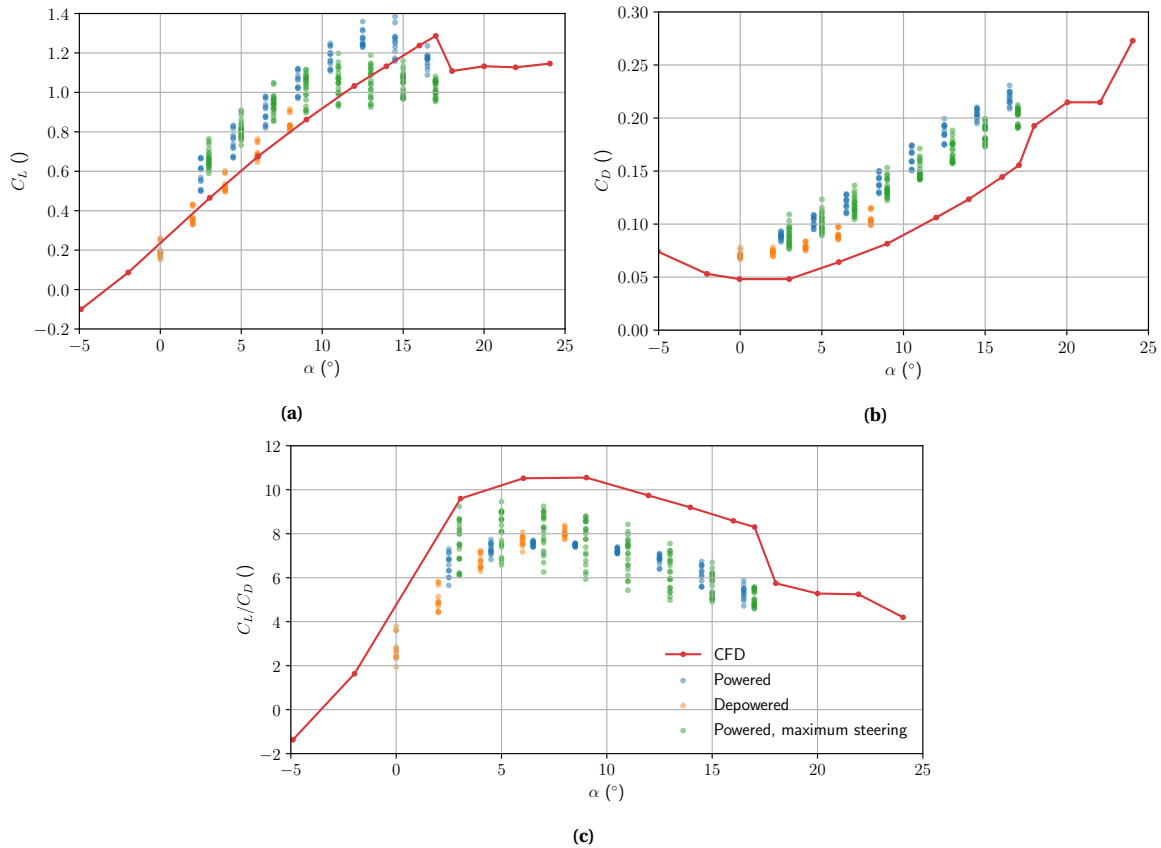 1.4
1.2
1.0
0.8
0.6
0.4
0.2
0.0
−0.2
C_L ()
−5 0 5 10 15 20 25
α (°)
(a)
0.30
0.25
0.20
0.15
0.10
0.05
0.00
C_D ()
−5 0 5 10 15 20 25
α (°)
(b)
12
10
8
6
4
2
0
−2
C_L/C_D ()
CFD
Powered
Depowered
Powered, maximum steering
−5 0 5 10 15 20 25
α (°)
(c)